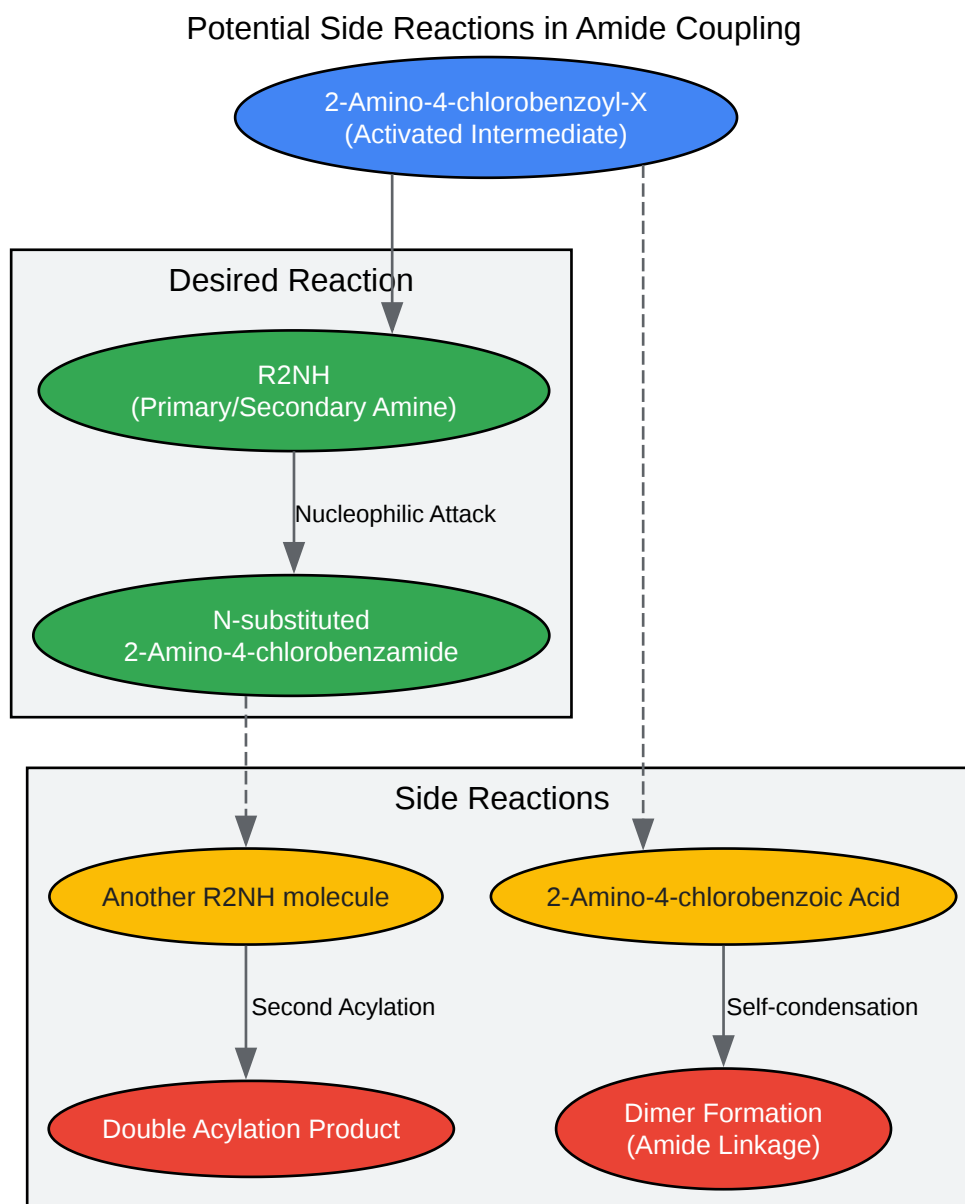 Potential Side Reactions in Amide Coupling
2-Amino-4-chlorobenzoyl-X
(Activated Intermediate)
Desired Reaction
R2NH
(Primary/Secondary Amine)
Nucleophilic Attack
N-substituted
2-Amino-4-chlorobenzamide
Side Reactions
Another R2NH molecule
2-Amino-4-chlorobenzoic Acid
Second Acylation
Self-condensation
Double Acylation Product
Dimer Formation
(Amide Linkage)